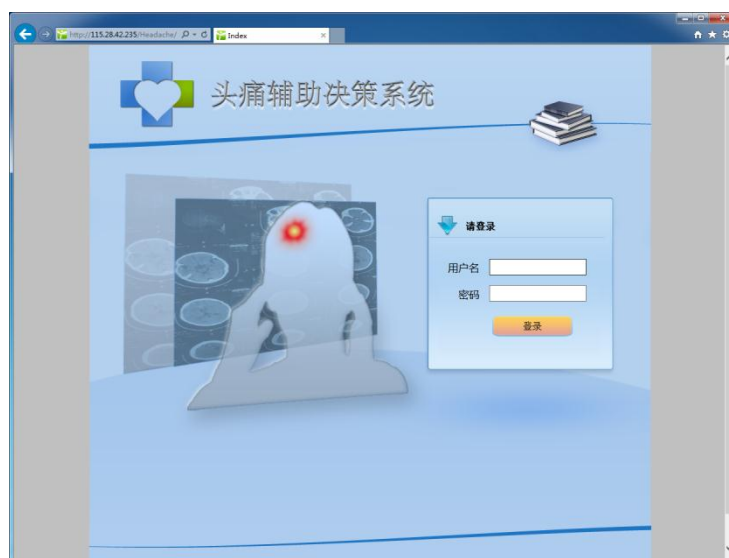 http://115.28.42.235/Headache/
Index
头痛辅助决策系统
请登录
用户名
密码
登录